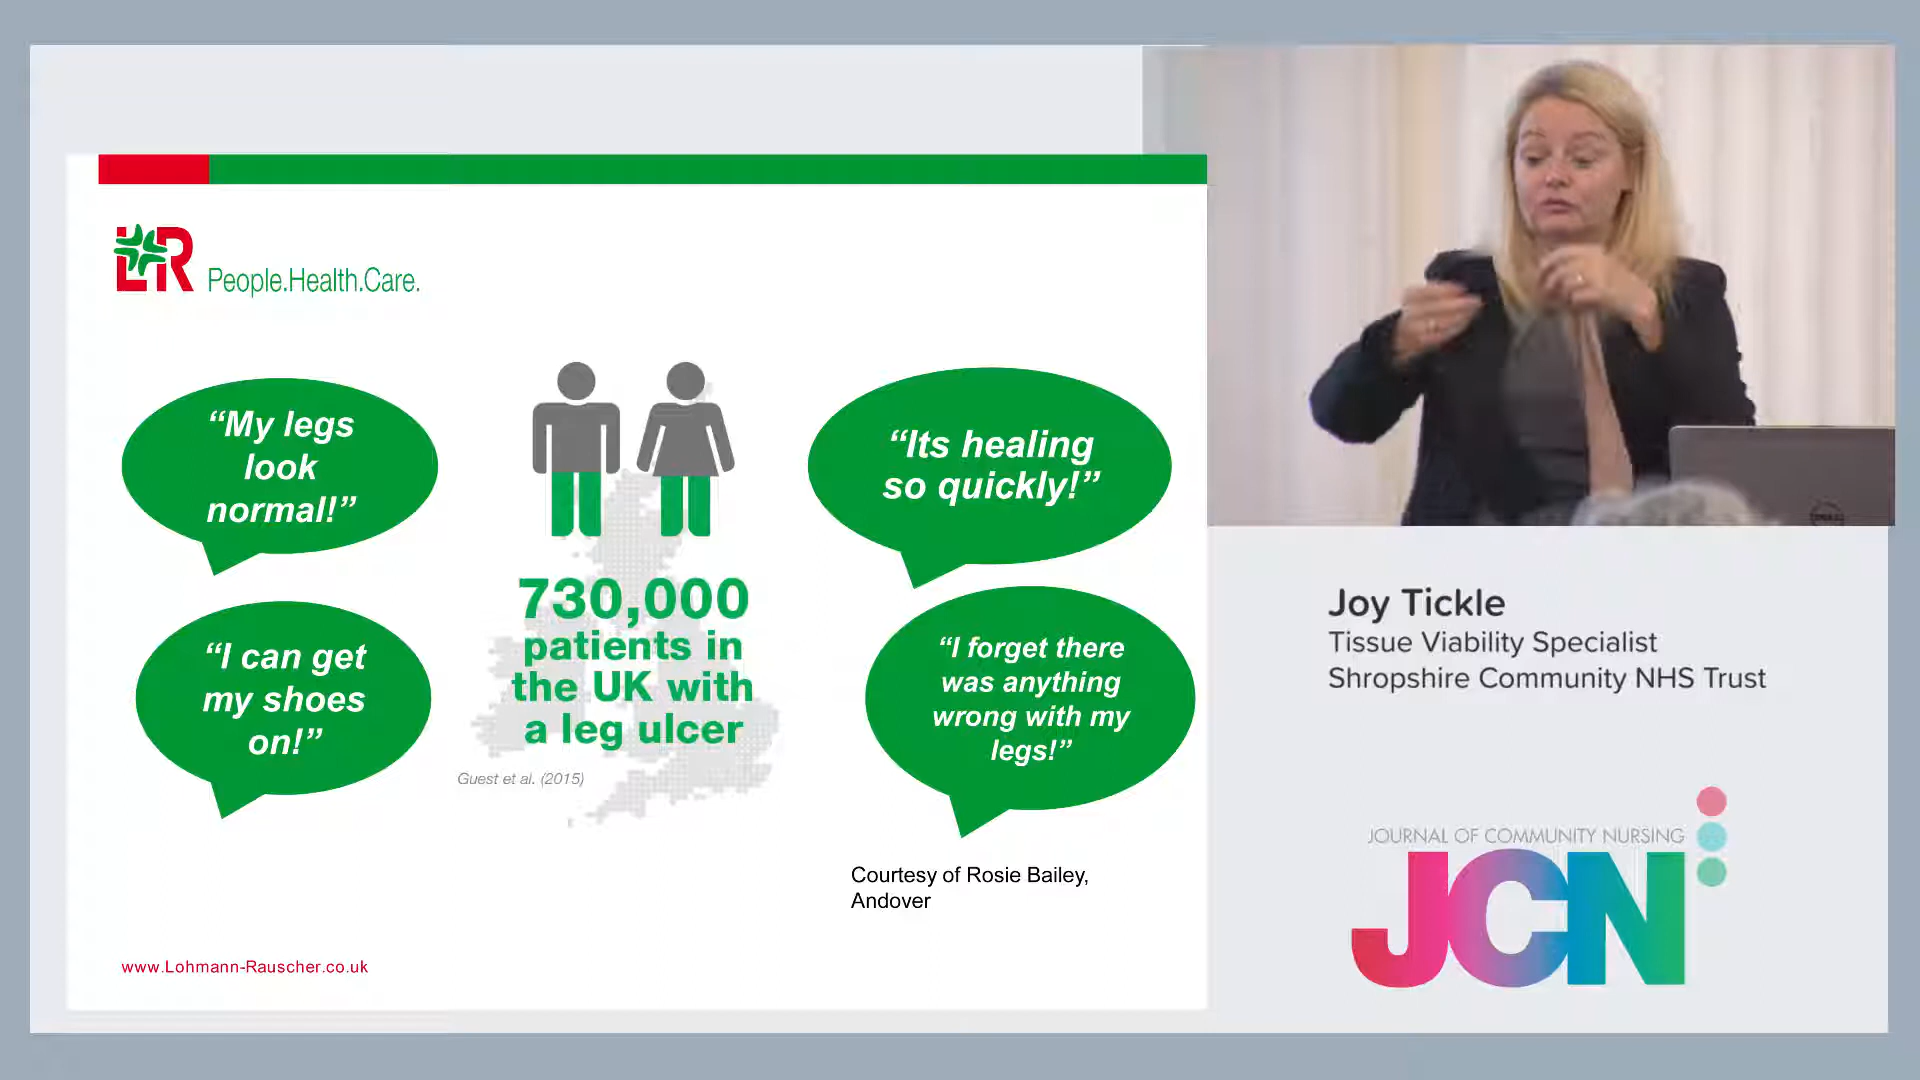 LR
People.Health.Care.
“My legs
look
normal!”
“I can get
my shoes
on!”
730,000
patients in
the UK with
a leg ulcer
Guest et al. (2015)
“Its healing
so quickly!”
“I forget there
was anything
wrong with my
legs!”
Courtesy of Rosie Bailey,
Andover
www.Lohmann-Rauscher.co.uk
Joy Tickle
Tissue Viability Specialist
Shropshire Community NHS Trust
JOURNAL OF COMMUNITY NURSING
JCN
DELL